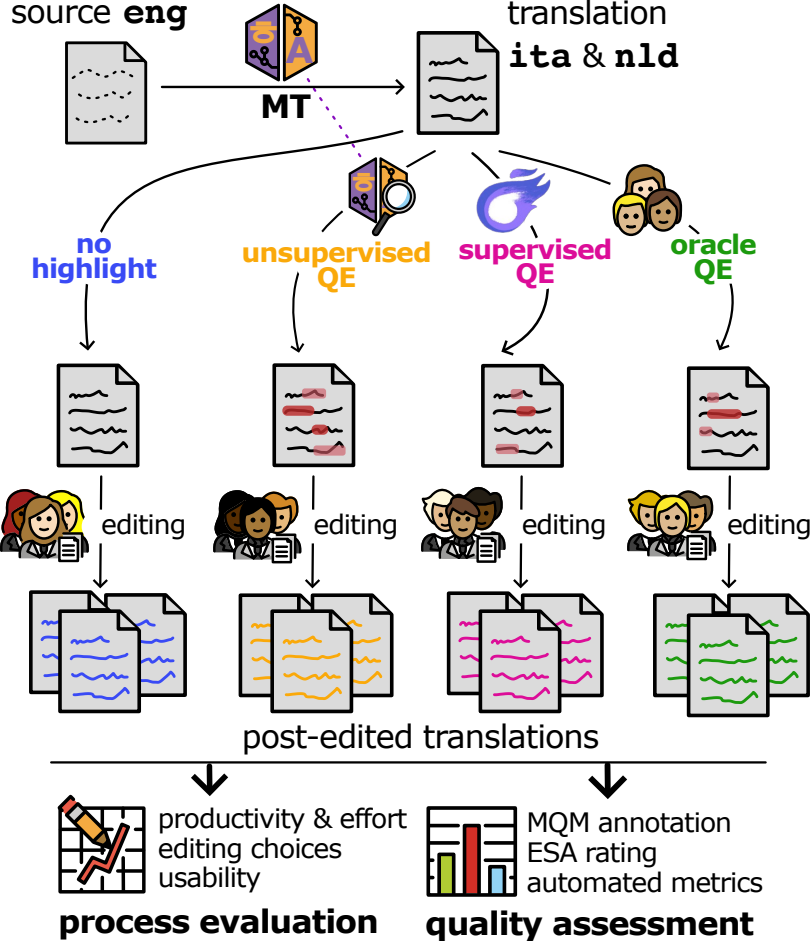 source eng
translation
ita & nld
MT
no
highlight
unsupervised
QE
supervised
QE
oracle
QE
editing
editing
editing
editing
post-edited translations
productivity & effort
editing choices
usability
process evaluation
MQM annotation
ESA rating
automated metrics
quality assessment